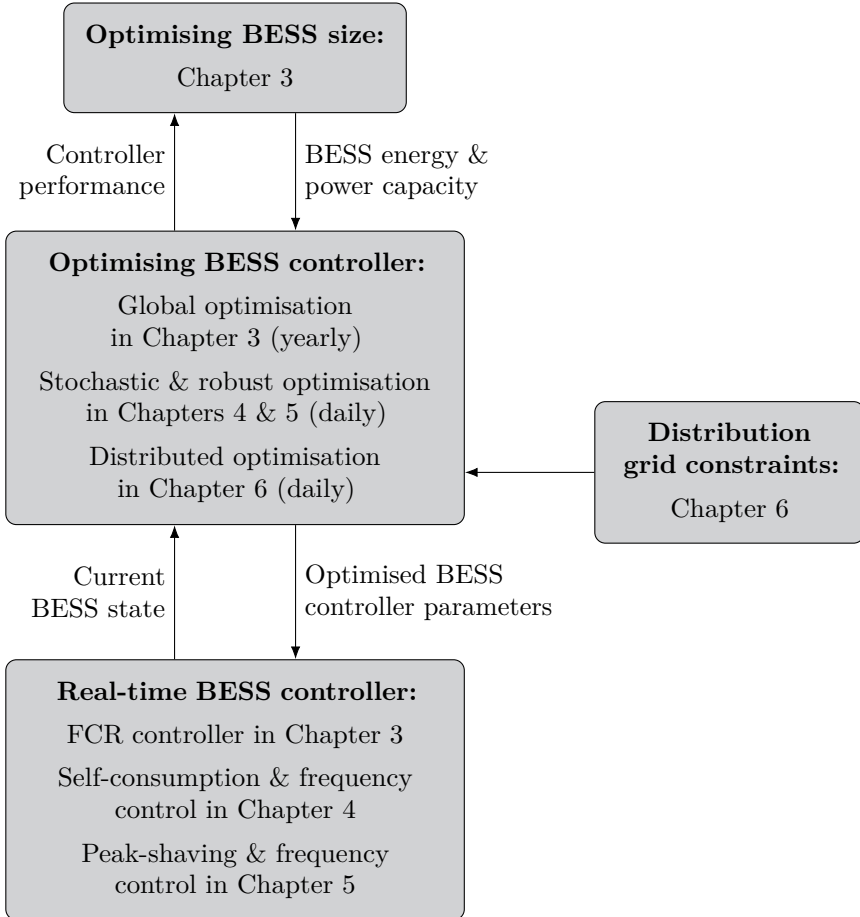 Optimising BESS size:
Chapter 3
Controller
performance
BESS energy &
power capacity
Optimising BESS controller:
Global optimisation
in Chapter 3 (yearly)
Stochastic & robust optimisation
in Chapters 4 & 5 (daily)
Distributed optimisation
in Chapter 6 (daily)
Distribution
grid constraints:
Chapter 6
Current
BESS state
Optimised BESS
controller parameters
Real-time BESS controller:
FCR controller in Chapter 3
Self-consumption & frequency
control in Chapter 4
Peak-shaving & frequency
control in Chapter 5